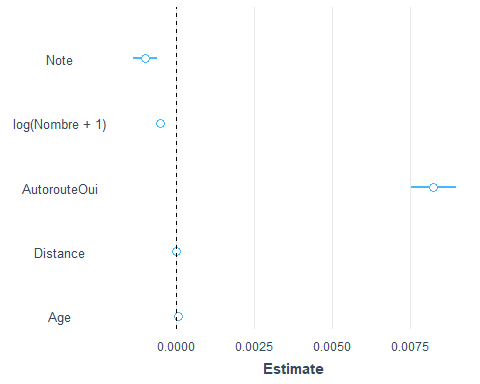 Note
log(Nombre + 1)
AutorouteOui
Distance
Age
0.0000 0.0025 0.0050 0.0075
Estimate